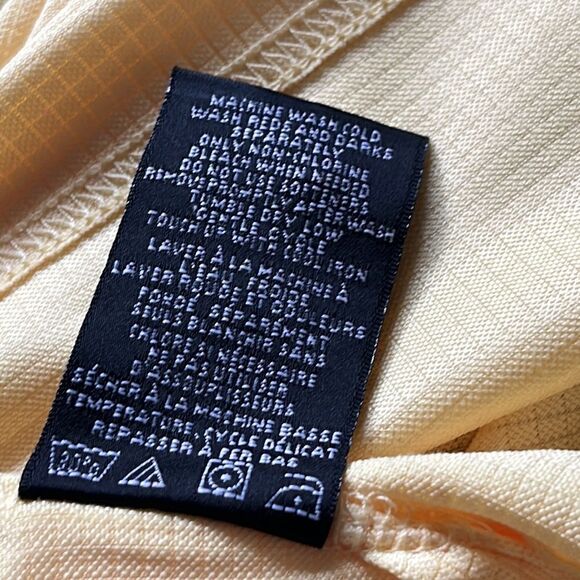 MACHINE WASH COLD
WASH REDS AND DARKS
SEPARATELY
ONLY NON-CHLORINE
BLEACH WHEN NEEDED
DO NOT USE SOFTENER
REMOVE PROMPTLY AFTER WASH
TUMBLE DRY LOW
GENTLE CYCLE
TOUCH UP WITH COOL IRON
LAVER À LA MACHINE À
L'EAU FROIDE
LAVER ROUGE ET COULEURS
FONCÉ SÉPARÉMENT
SEUL BLANCHIR SANS
CHLORE SI NÉCESSAIRE
NE PAS UTILISER
D'ASSOUPLISSEURS
SÉCHER À LA MACHINE BASSE
TEMPÉRATURE, CYCLE DÉLICAT
REPASSER À FER BAS
30°c